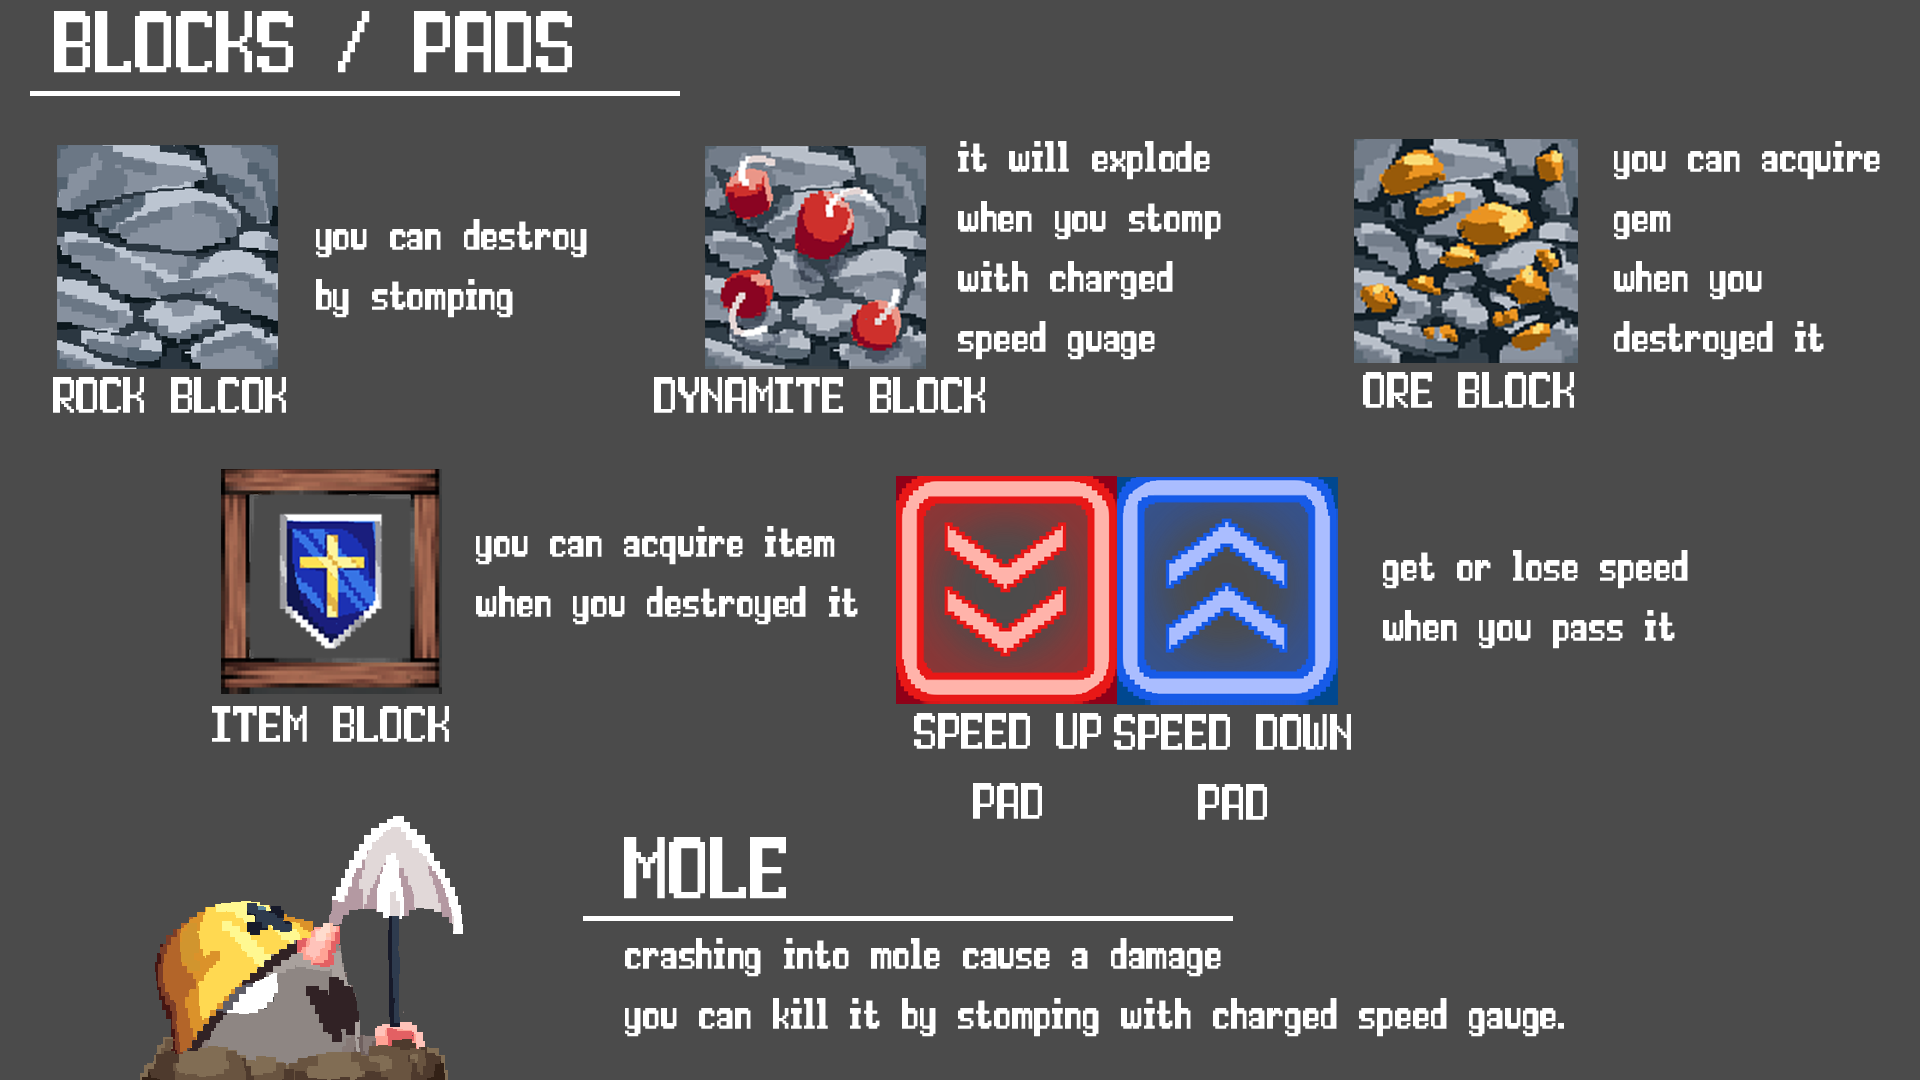 BLOCKS / PADS
you can destroy
by stomping
ROCK BLCOK
it will explode
when you stomp
with charged
speed guage
DYNAMITE BLOCK
you can acquire
gem
when you
destroyed it
ORE BLOCK
you can acquire item
when you destroyed it
ITEM BLOCK
SPEED UP
PAD
SPEED DOWN
PAD
get or lose speed
when you pass it
MOLE
crashing into mole cause a damage
you can kill it by stomping with charged speed gauge.